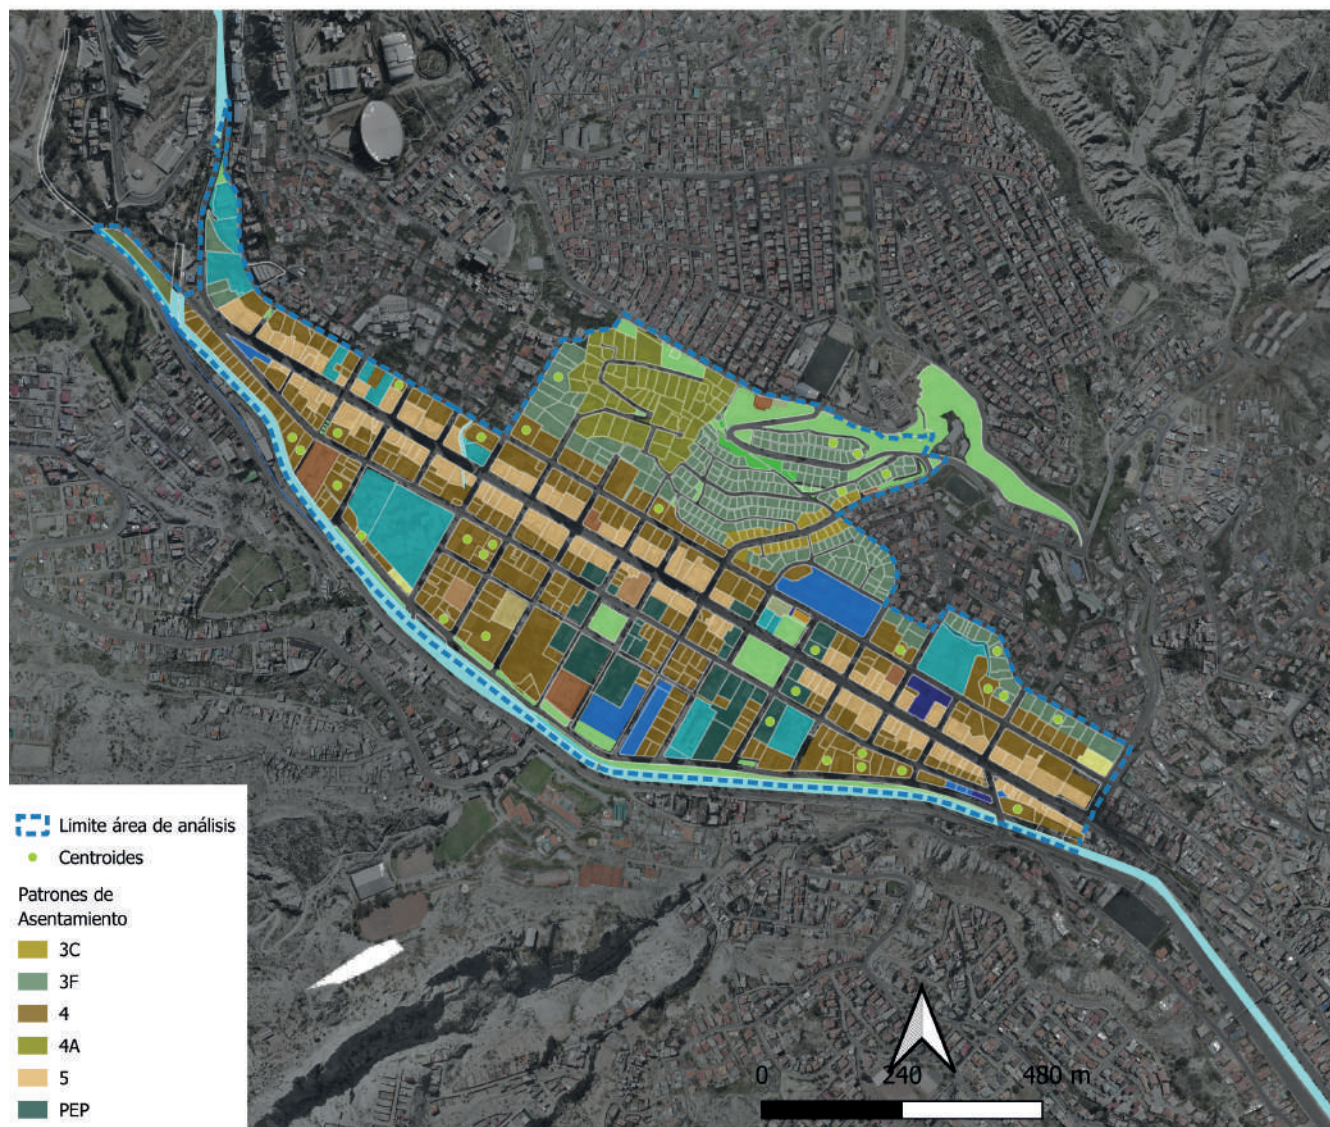 Limite área de análisis
Centroides
Patrones de
Asentamiento
3C
3F
4
4A
5
PEP
0 240 480 m